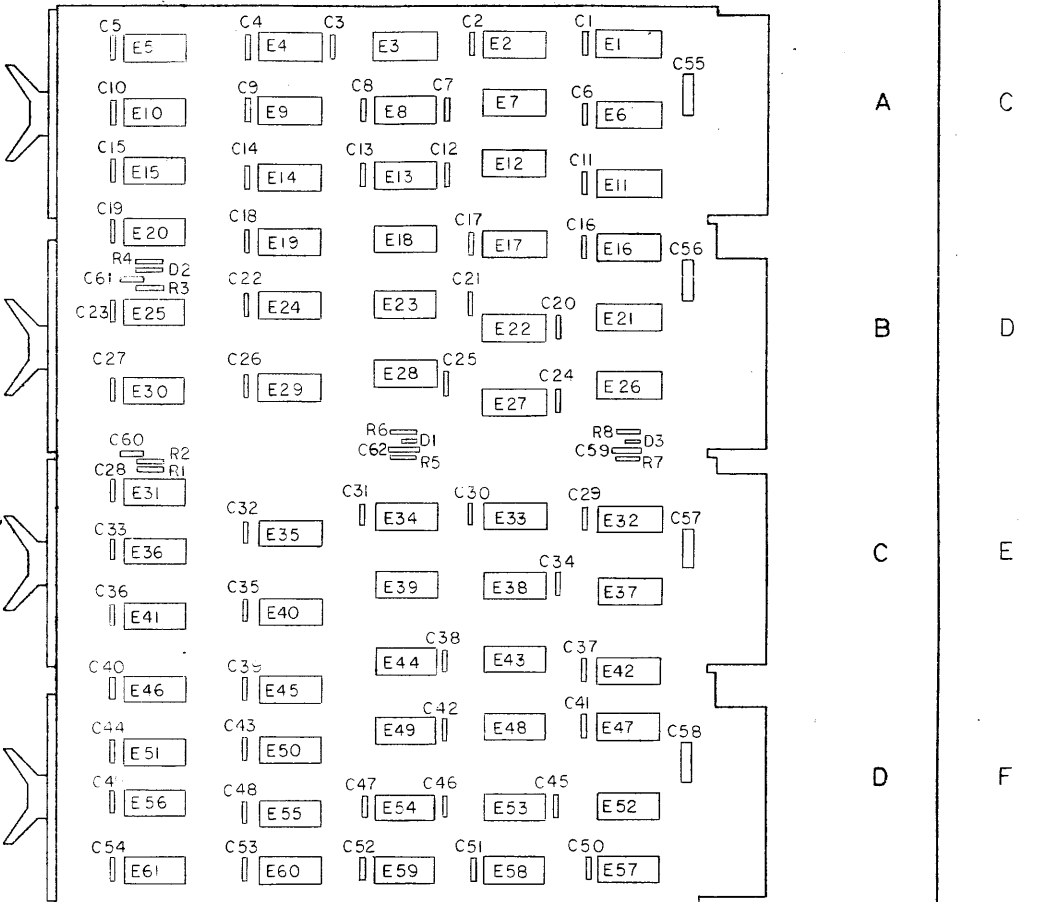 C5 C4 C3 C2 C1
E5 E4 E3 E2 E1
C55
C10 C9 C8 C7 C6
E10 E9 E8 E7 E6
A C
C15 C14 C13 C12 C11
E15 E14 E13 E12 E11
C19 C18 C17 C16
E20 E19 E18 E17 E16
C56
R4
D2
C61
R3
C22 C21 C20
C23 E25 E24 E23 E22 E21
B D
C27 C26 C25 C24
E30 E29 E28 E27 E26
R6 R8
D1 D3
C60 C62 C59
R2 R5 R7
C28 R1
E31
C32 C31 C30 C29
E35 E34 E33 E32
C57
C33
E36
C34
C E
C36 C35
E41 E40 E39 E38 E37
C38 C37
E44 E43 E42
C40 C39
E46 E45
C42 C41
E49 E48 E47
C58
C44 C43
E51 E50
D F
C48 C47 C46 C45
E56 E55 E54 E53 E52
C54 C53 C52 C51 C50
E61 E60 E59 E58 E57